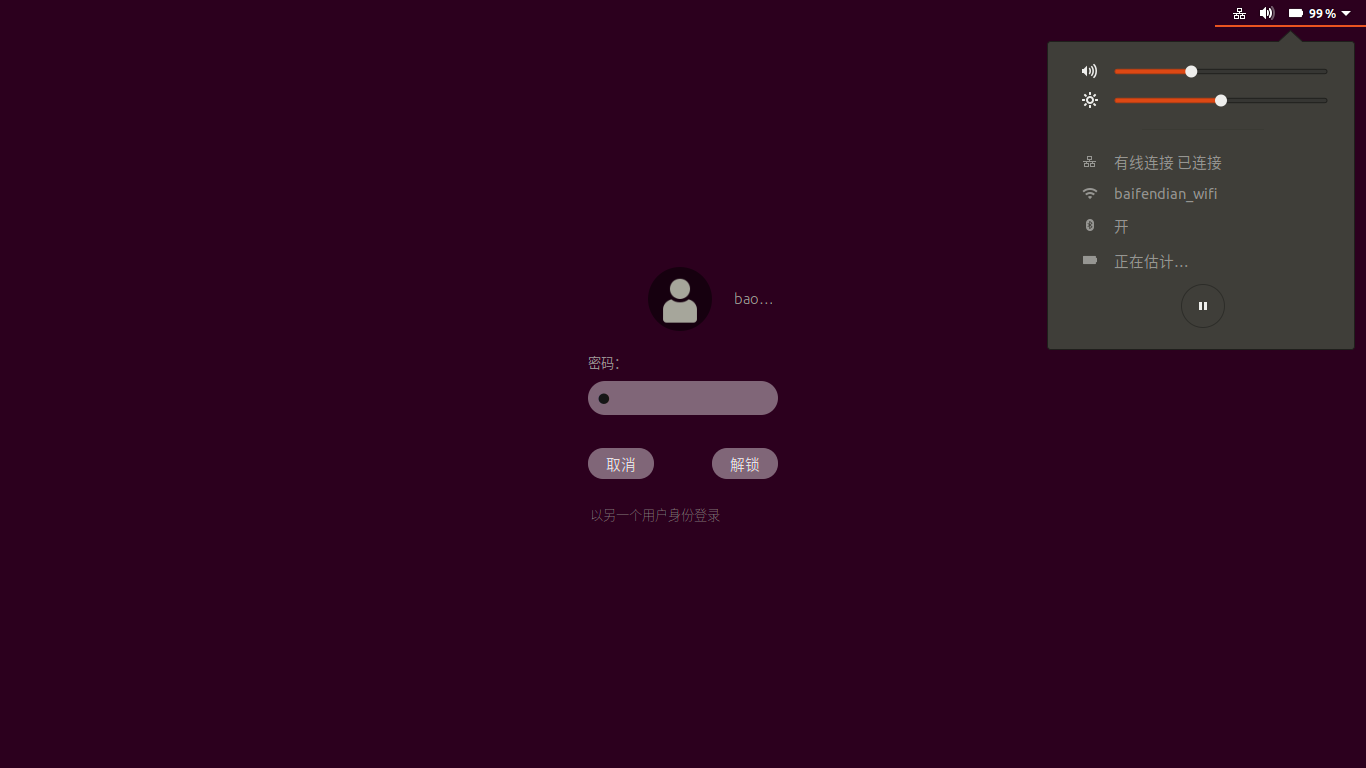 99 %
有线连接 已连接
baifendian_wifi
开
正在估计…
bao…
密码：
取消
解锁
以另一个用户身份登录